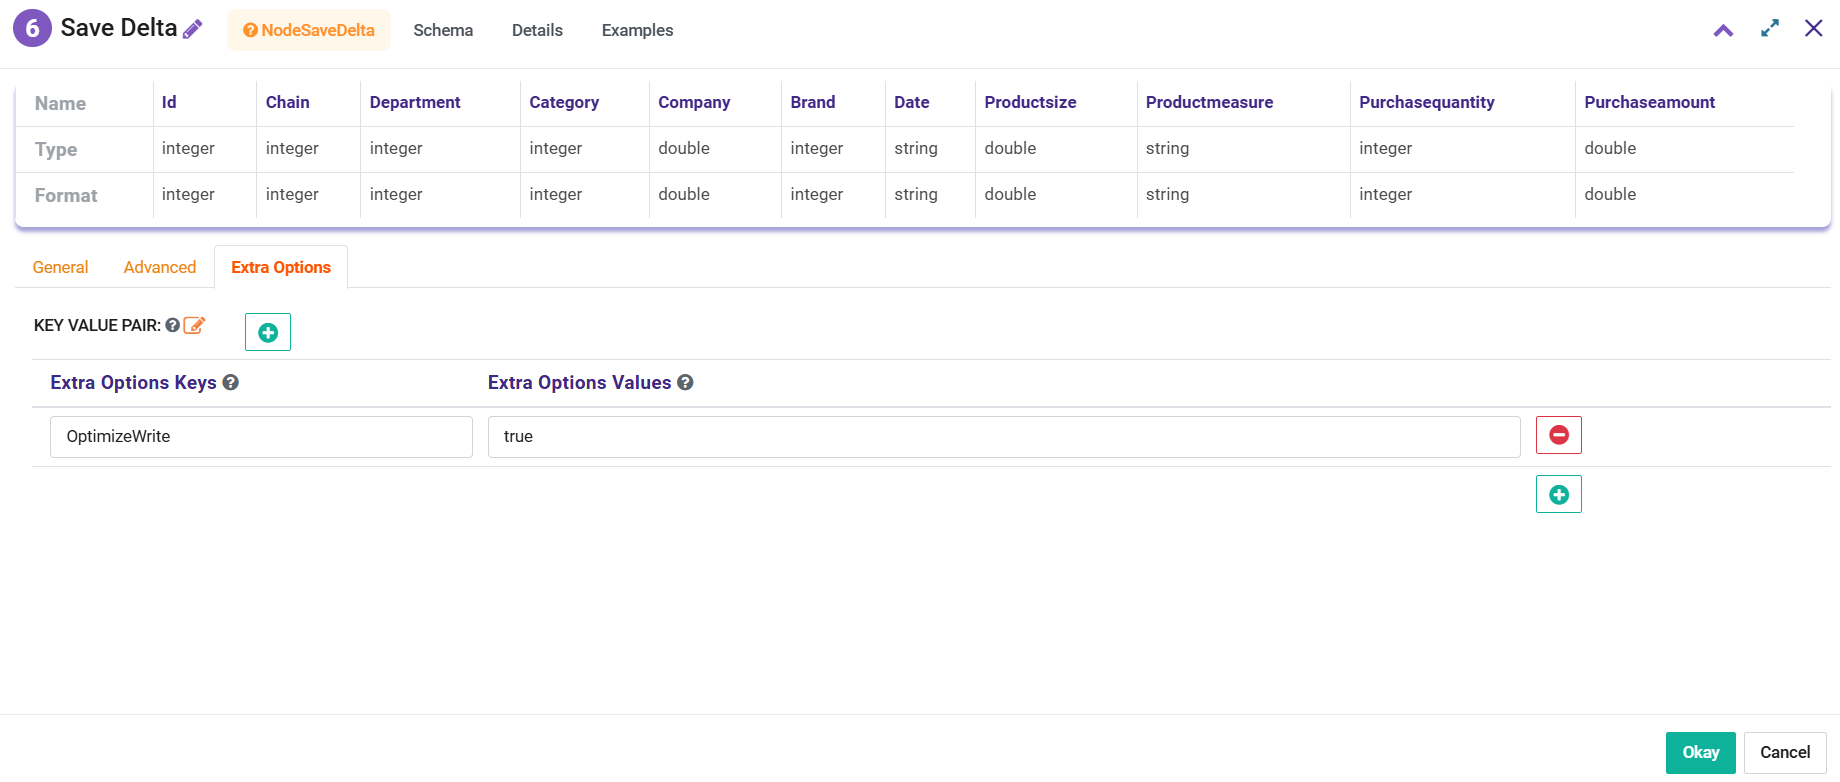 6 Save Delta NodeSaveDelta Schema Details Examples
Name Id Chain Department Category Company Brand Date Productsize Productmeasure Purchasequantity Purchaseamount
Type integer integer integer integer double integer string double string integer double
Format integer integer integer integer double integer string double string integer double
General Advanced Extra Options
KEY VALUE PAIR:
Extra Options Keys Extra Options Values
OptimizeWrite true
Okay Cancel